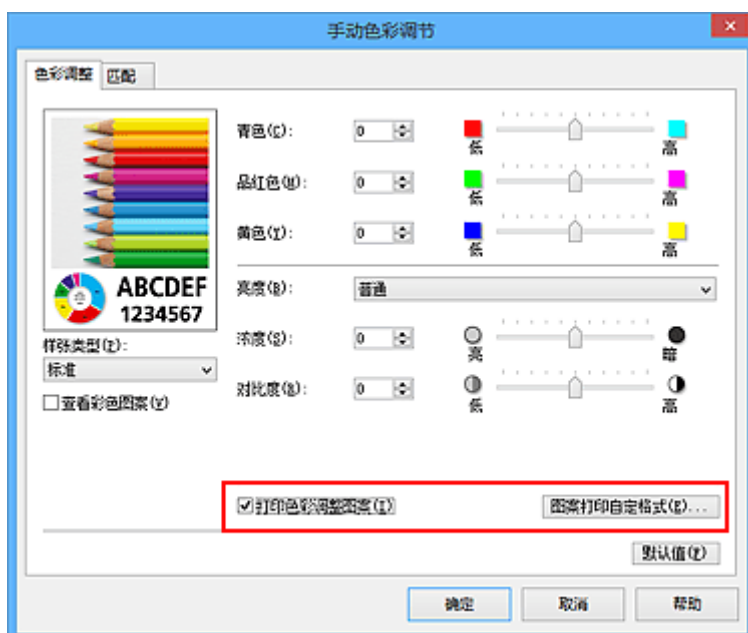 手动色彩调节
色彩调整 匹配
青色(C): 0 低 高
品红色(M): 0 低 高
黄色(Y): 0 低 高
ABCDEF
1234567
亮度(B): 普通
样张类型(Z):
标准
浓度(S): 0 亮 暗
查看彩色图案(V)
对比度(N): 0 低 高
打印色彩调整图案(I) 图案打印自定格式(E)...
默认值(F)
确定 取消 帮助